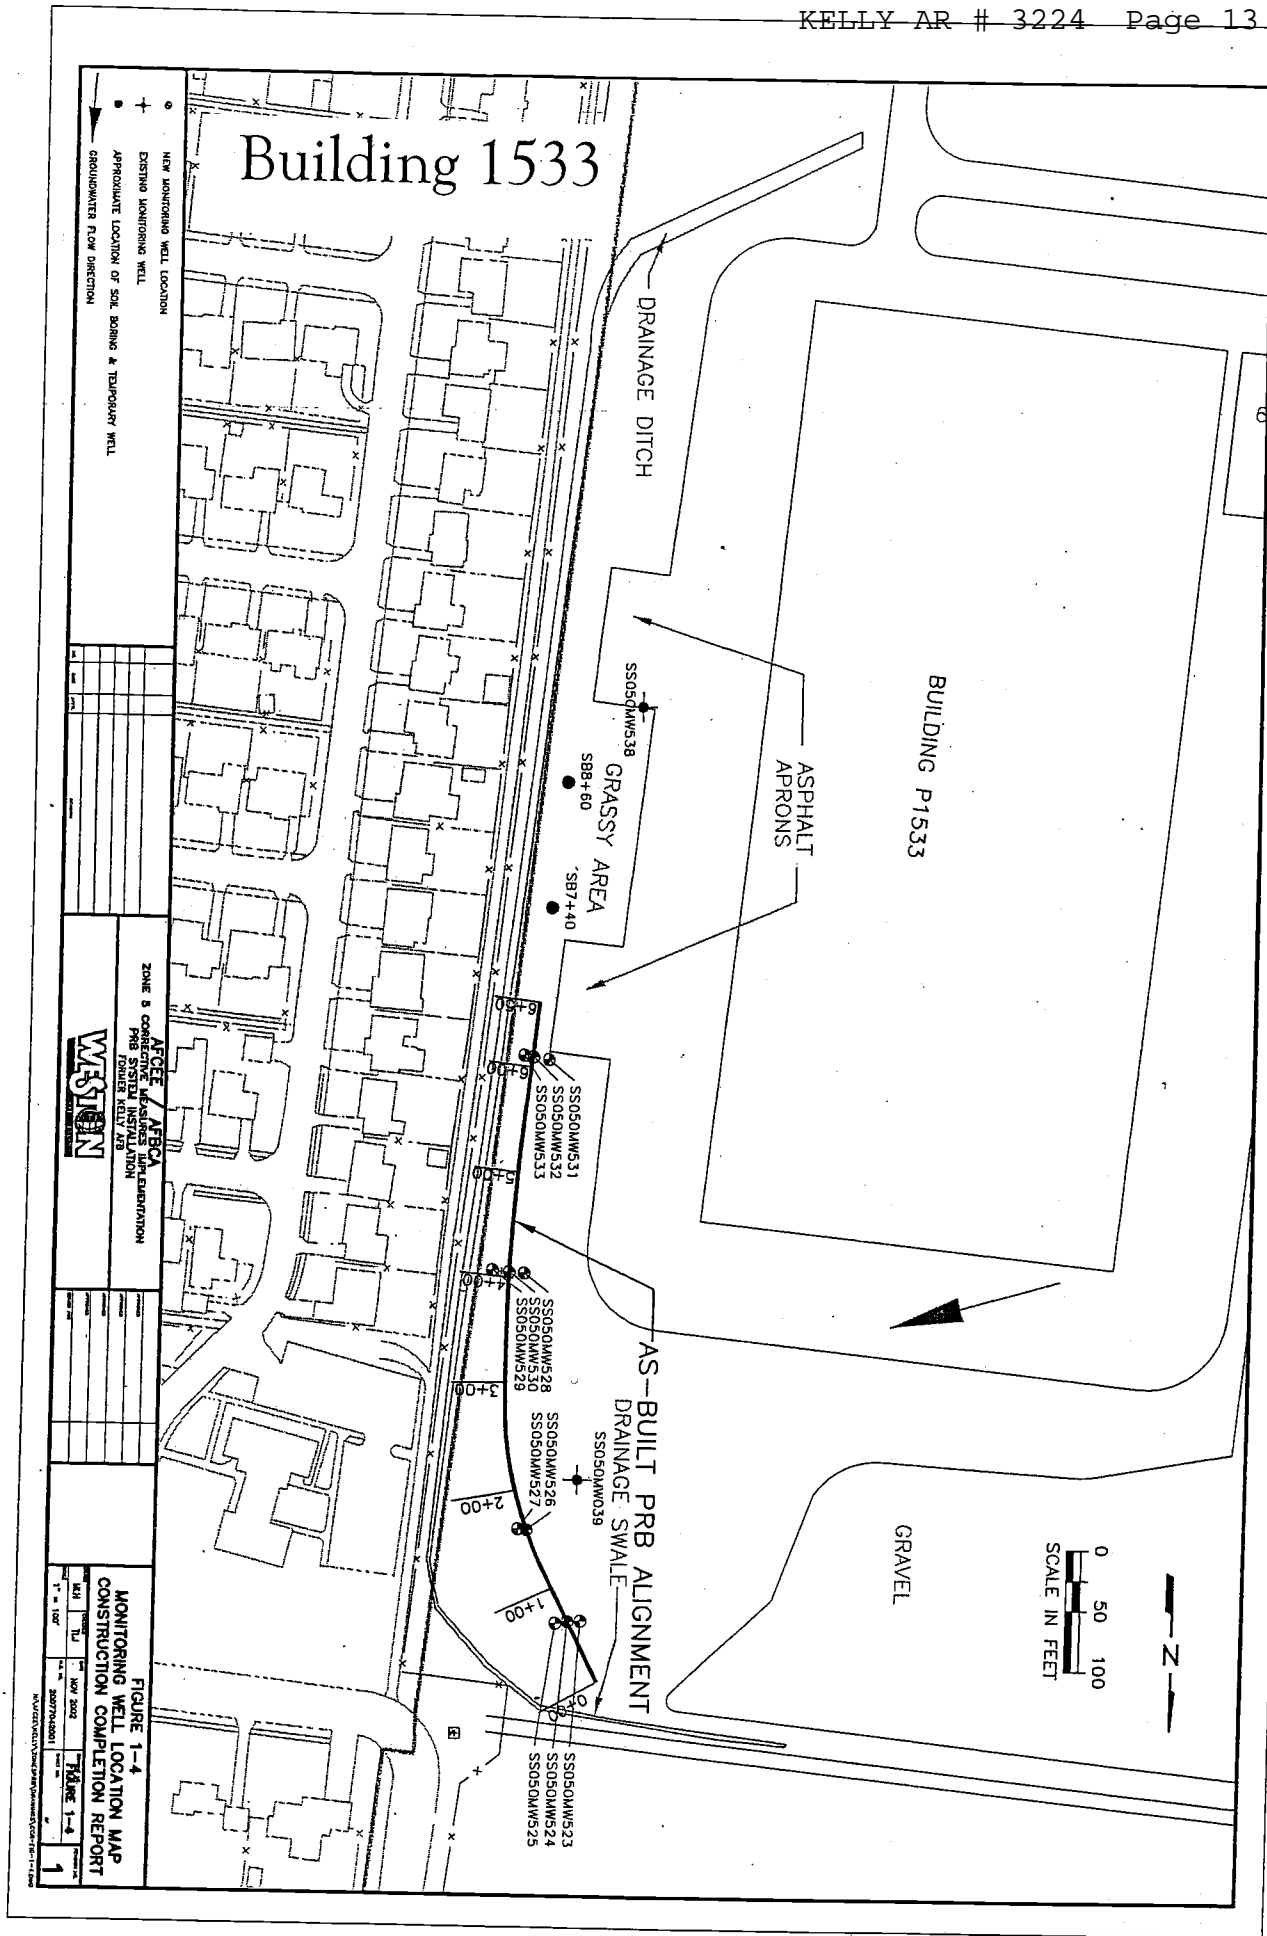 KELLY AR # 3224 Page 13
Building 1533
NEW MONITORING WELL LOCATION
EXISTING MONITORING WELL
APPROXIMATE LOCATION OF SOIL BORING & TEMPORARY WELL
GROUNDWATER FLOW DIRECTION
DRAINAGE DITCH
BUILDING P1533
6
ASPHALT
APRONS
SS050MW538
GRASSY AREA
SB8+60
SB7+40
6+50
6+00
5+00
4+00
3+00
2+00
1+00
0+00
SS050MW531
SS050MW532
SS050MW533
SS050MW528
SS050MW530
SS050MW529
SS050MW526
SS050MW527
SS050MW039
AS-BUILT PRB ALIGNMENT
DRAINAGE SWALE
SS050MW523
SS050MW524
SS050MW525
GRAVEL
N
0 50 100
SCALE IN FEET
AFCEE / AFBCA
ZONE 5 CORRECTIVE MEASURES IMPLEMENTATION
PRB SYSTEM INSTALLATION
FORMER KELLY AFB
WESTON
FIGURE 1-4
MONITORING WELL LOCATION MAP
CONSTRUCTION COMPLETION REPORT
MLH
TLJ
NOV 2002
FIGURE 1-4
1" = 100'
1